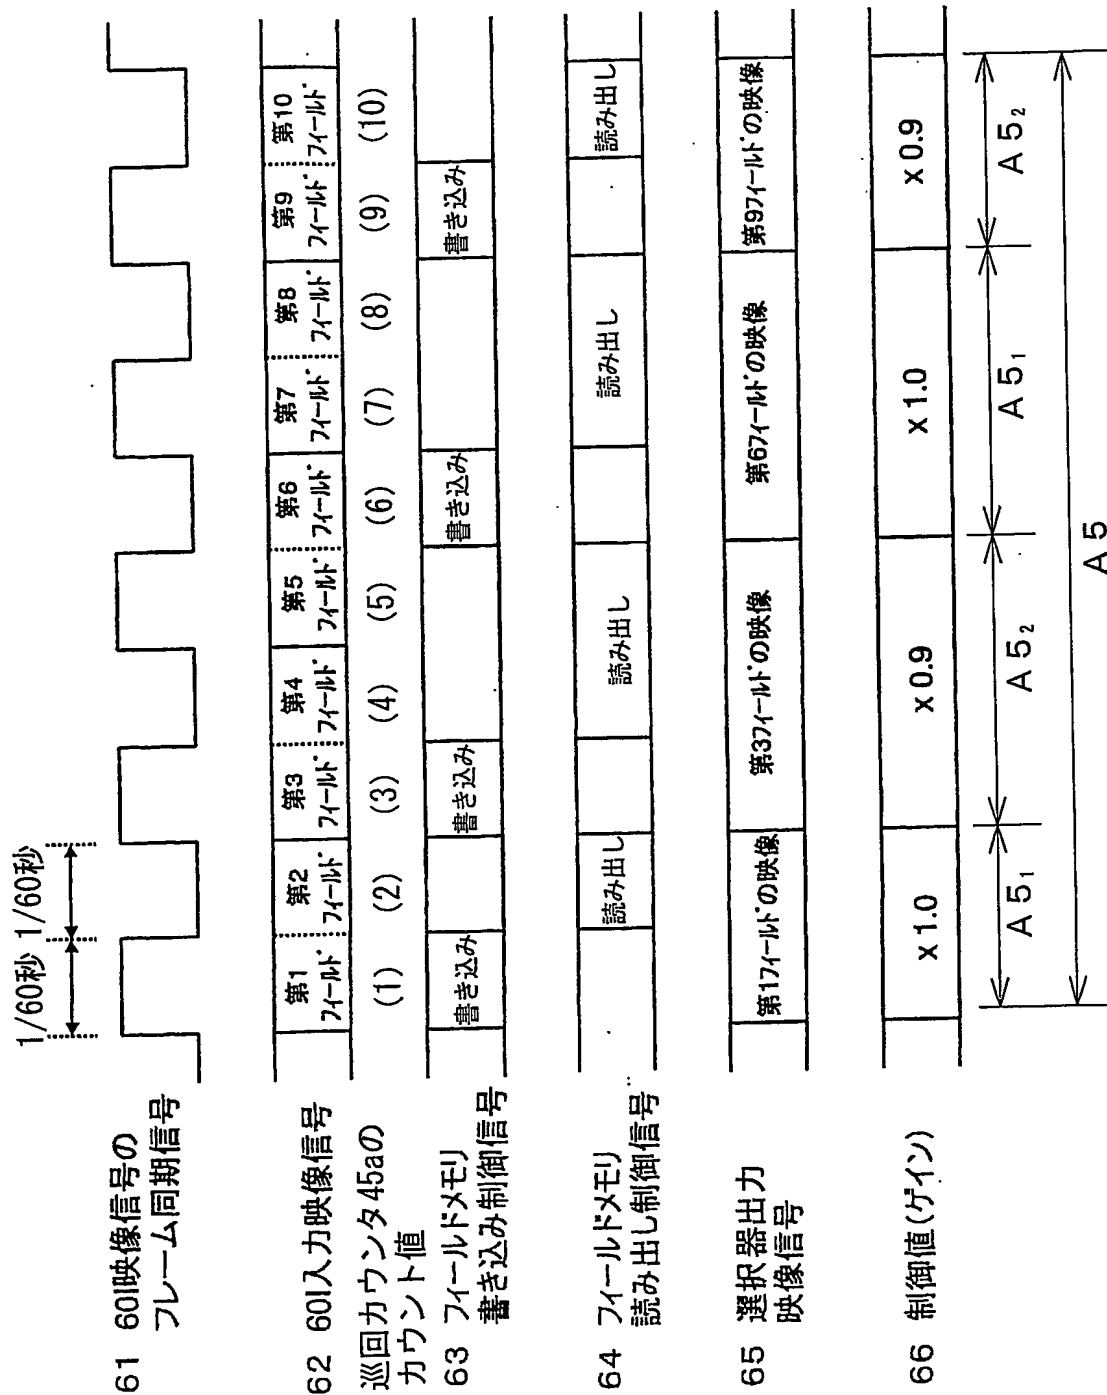 1/60秒 1/60秒
61 60I映像信号の
フレーム同期信号
62 60I入力映像信号
第1
フィールド
第2
フィールド
第3
フィールド
第4
フィールド
第5
フィールド
第6
フィールド
第7
フィールド
第8
フィールド
第9
フィールド
第10
フィールド
巡回カウンタ45aの
カウント値
(1) (2) (3) (4) (5) (6) (7) (8) (9) (10)
63 フィールドメモリ
書き込み制御信号
書き込み 書き込み 書き込み 書き込み
64 フィールドメモリ
読み出し制御信号
読み出し 読み出し 読み出し 読み出し
65 選択器出力
映像信号
第1フィールドの映像 第3フィールドの映像 第6フィールドの映像 第9フィールドの映像
66 制御値(ゲイン)
x 1.0 x 0.9 x 1.0 x 0.9
A 5₁ A 5₂ A 5₁ A 5₂
A 5